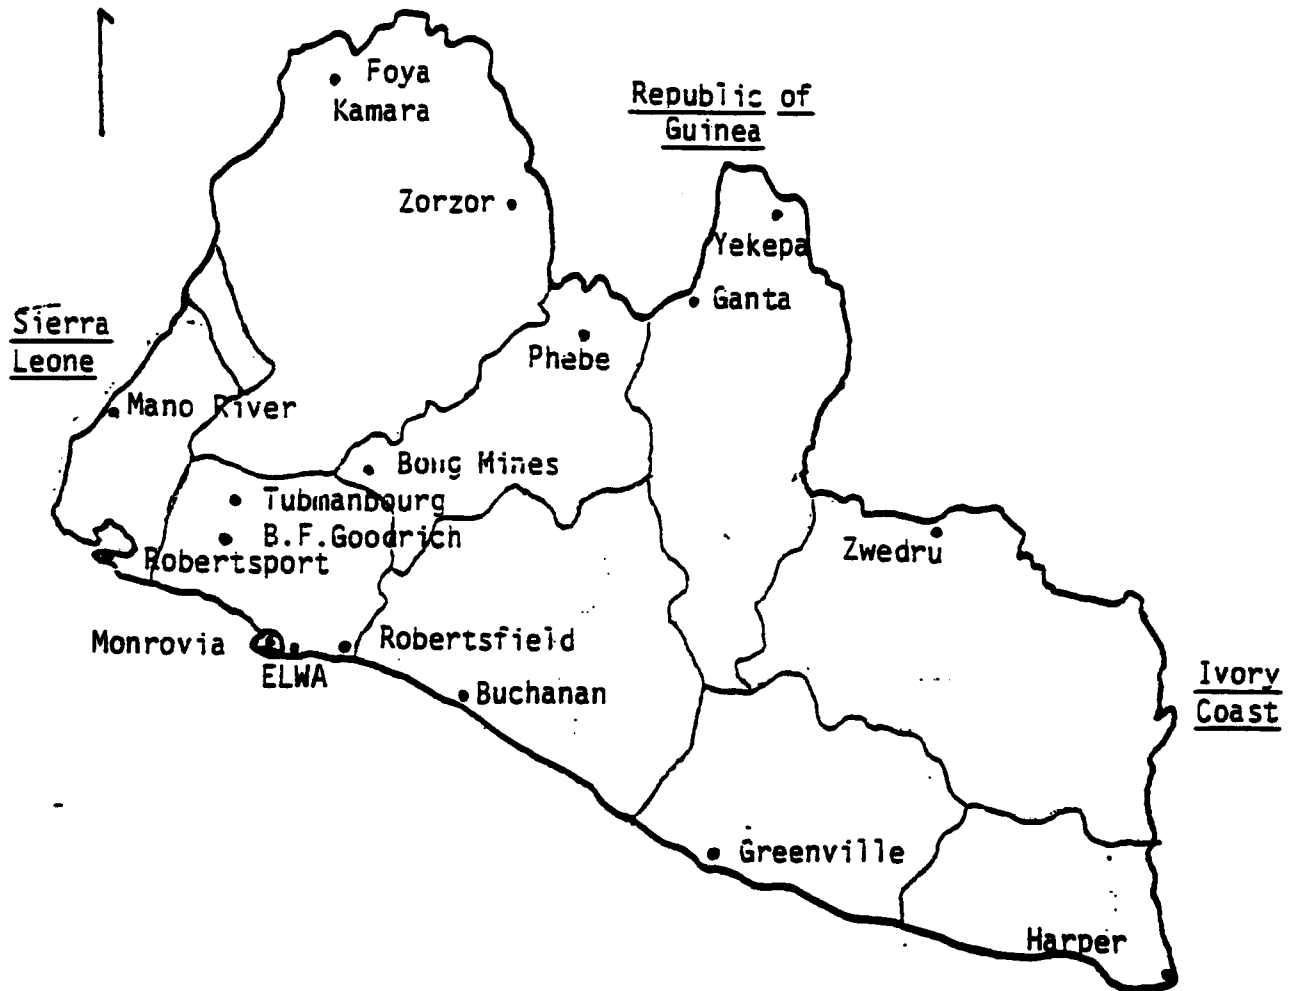 Foya
Kamara
Republic of
Guinea
Zorzor
Yekepa
Ganta
Sierra
Leone
Phebe
Mano River
Bong Mines
Tubmanbourg
B.F.Goodrich
Zwedru
Robertsport
Monrovia
Robertsfield
ELWA
Buchanan
Ivory
Coast
Greenville
Harper